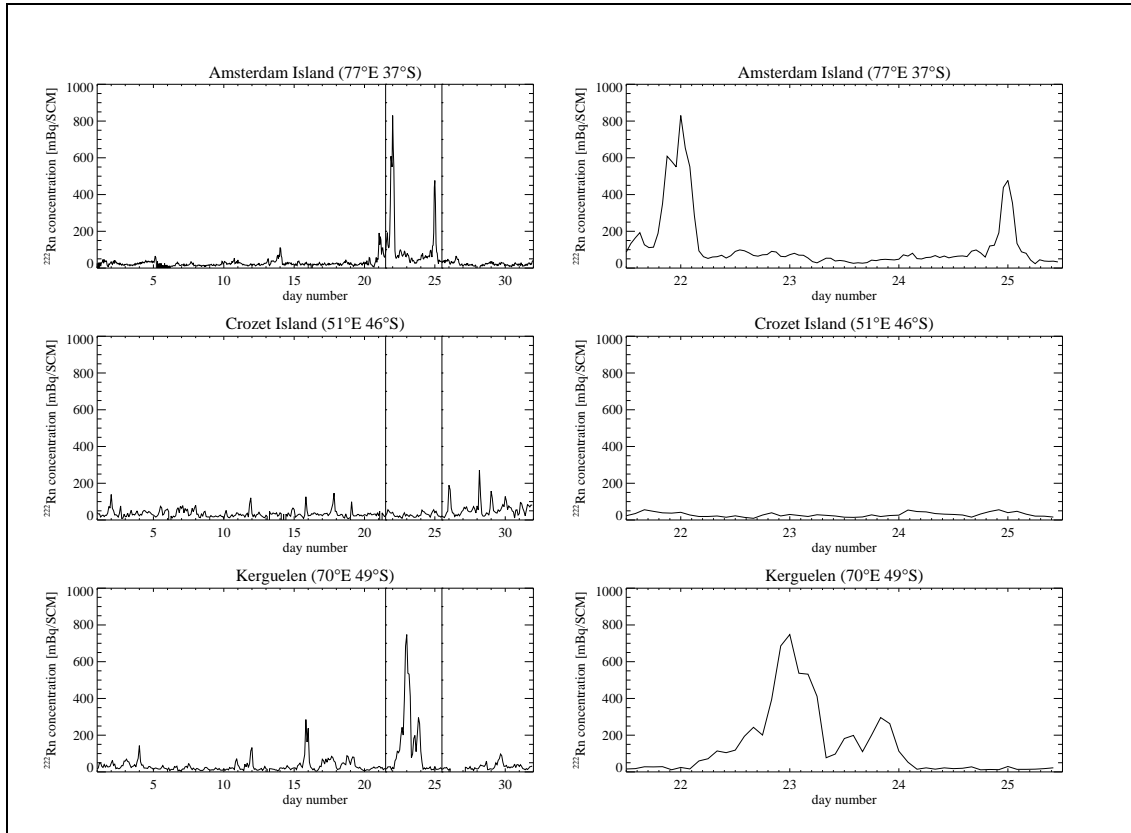 Amsterdam Island (77°E 37°S)
²²²Rn concentration [mBq/SCM]
1000
800
600
400
200
0
5 10 15 20 25 30
day number
Amsterdam Island (77°E 37°S)
²²²Rn concentration [mBq/SCM]
1000
800
600
400
200
0
22 23 24 25
day number
Crozet Island (51°E 46°S)
²²²Rn concentration [mBq/SCM]
1000
800
600
400
200
0
5 10 15 20 25 30
day number
Crozet Island (51°E 46°S)
²²²Rn concentration [mBq/SCM]
1000
800
600
400
200
0
22 23 24 25
day number
Kerguelen (70°E 49°S)
²²²Rn concentration [mBq/SCM]
1000
800
600
400
200
0
5 10 15 20 25 30
day number
Kerguelen (70°E 49°S)
²²²Rn concentration [mBq/SCM]
1000
800
600
400
200
0
22 23 24 25
day number